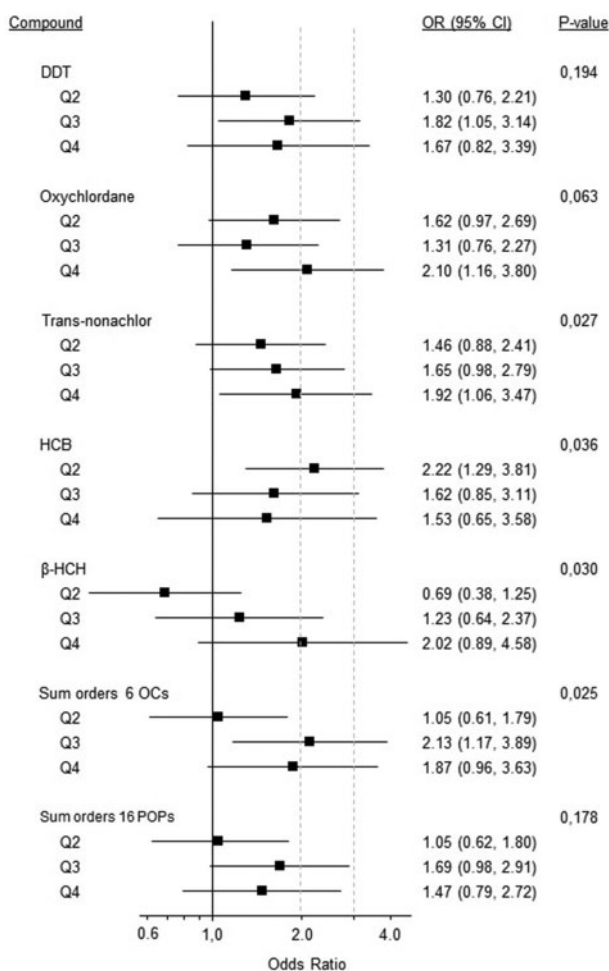 Compound OR (95% CI) P-value
DDT 0,194
Q2 1.30 (0.76, 2.21)
Q3 1.82 (1.05, 3.14)
Q4 1.67 (0.82, 3.39)
Oxychlordane 0,063
Q2 1.62 (0.97, 2.69)
Q3 1.31 (0.76, 2.27)
Q4 2.10 (1.16, 3.80)
Trans-nonachlor 0,027
Q2 1.46 (0.88, 2.41)
Q3 1.65 (0.98, 2.79)
Q4 1.92 (1.06, 3.47)
HCB 0,036
Q2 2.22 (1.29, 3.81)
Q3 1.62 (0.85, 3.11)
Q4 1.53 (0.65, 3.58)
β-HCH 0,030
Q2 0.69 (0.38, 1.25)
Q3 1.23 (0.64, 2.37)
Q4 2.02 (0.89, 4.58)
Sum orders 6 OCs 0,025
Q2 1.05 (0.61, 1.79)
Q3 2.13 (1.17, 3.89)
Q4 1.87 (0.96, 3.63)
Sum orders 16 POPs 0,178
Q2 1.05 (0.62, 1.80)
Q3 1.69 (0.98, 2.91)
Q4 1.47 (0.79, 2.72)
0.6 1,0 2.0 4.0
Odds Ratio